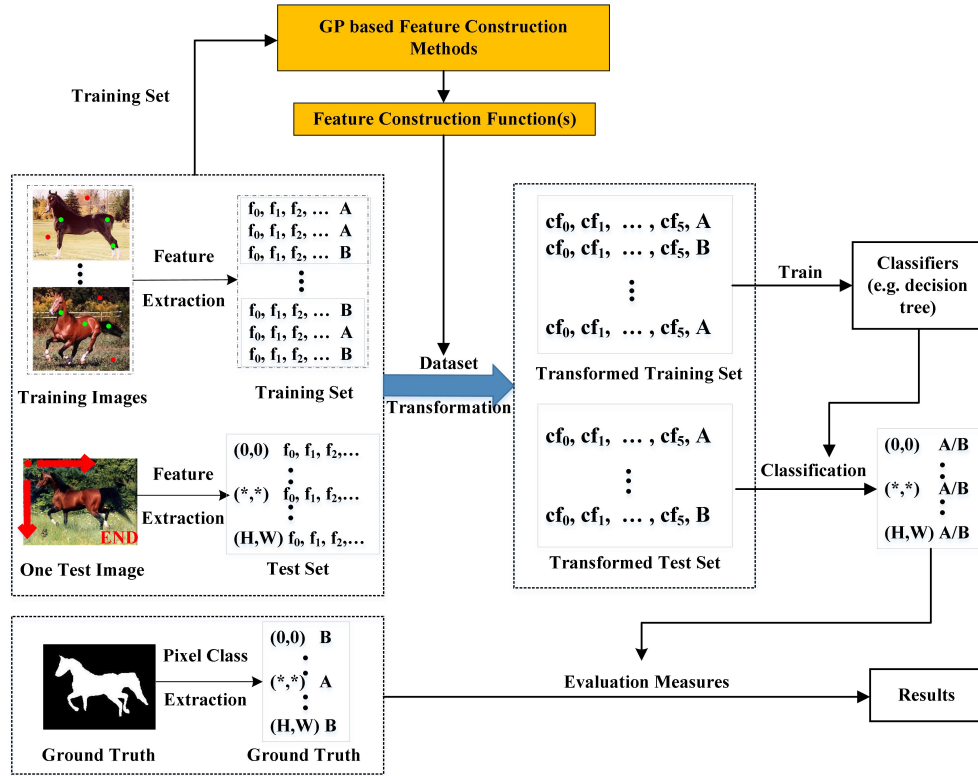 GP based Feature Construction
Methods
Training Set
Feature Construction Function(s)
f0, f1, f2, … A
f0, f1, f2, … A
f0, f1, f2, … B
Feature
Extraction
f0, f1, f2, … B
f0, f1, f2, … A
f0, f1, f2, … B
Training Images
Training Set
(0,0) f0, f1, f2,…
Feature
(*,*) f0, f1, f2,…
Extraction
(H,W) f0, f1, f2,…
END
One Test Image
Test Set
Dataset
Transformation
cf0, cf1, … , cf5, A
cf0, cf1, … , cf5, B
cf0, cf1, … , cf5, A
Transformed Training Set
cf0, cf1, … , cf5, A
cf0, cf1, … , cf5, B
Transformed Test Set
Train
Classifiers
(e.g. decision
tree)
Classification
(0,0) A/B
(*,*) A/B
(H,W) A/B
(0,0) B
Pixel Class
(*,*) A
Extraction
(H,W) B
Ground Truth
Ground Truth
Evaluation Measures
Results